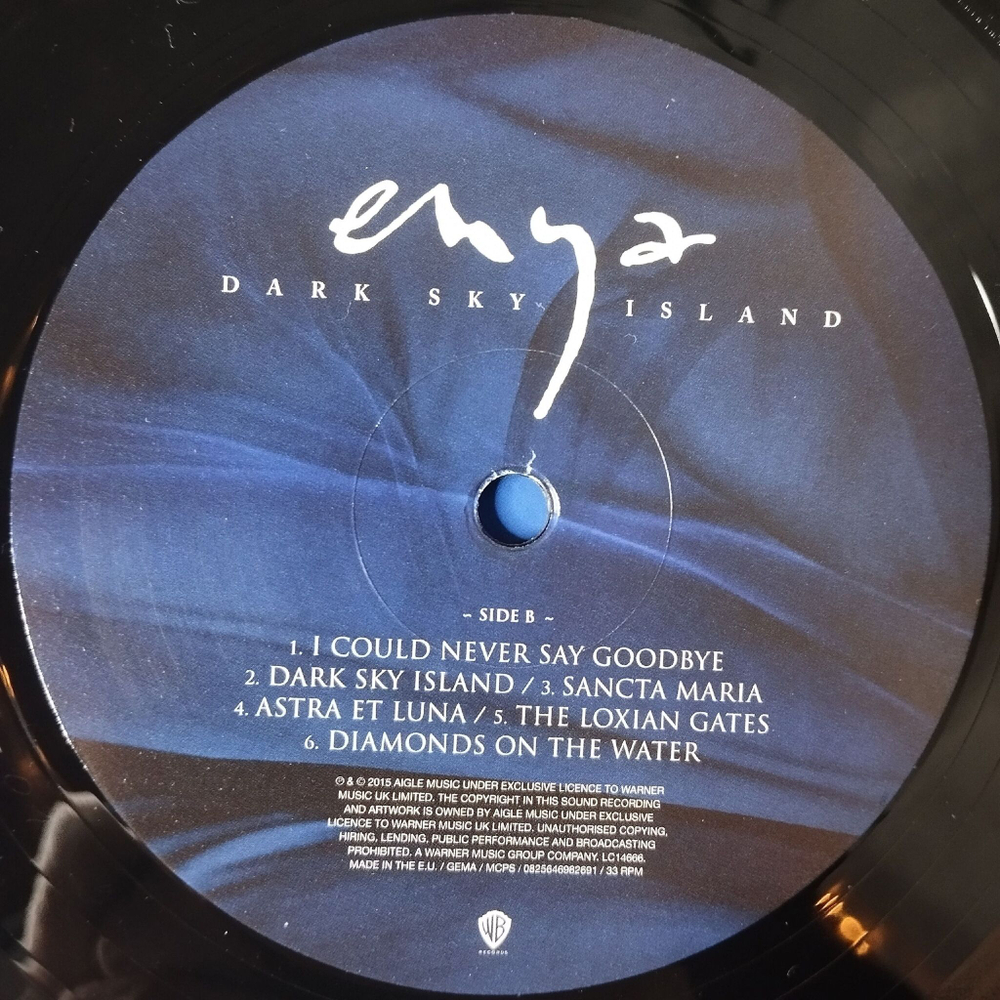 enya
DARK SKY ISLAND
~ SIDE B ~
1. I COULD NEVER SAY GOODBYE
2. DARK SKY ISLAND / 3. SANCTA MARIA
4. ASTRA ET LUNA / 5. THE LOXIAN GATES
6. DIAMONDS ON THE WATER
℗ & © 2015 AIGLE MUSIC UNDER EXCLUSIVE LICENCE TO WARNER
MUSIC UK LIMITED. THE COPYRIGHT IN THIS SOUND RECORDING
AND ARTWORK IS OWNED BY AIGLE MUSIC UNDER EXCLUSIVE
LICENCE TO WARNER MUSIC UK LIMITED. UNAUTHORISED COPYING,
HIRING, LENDING, PUBLIC PERFORMANCE AND BROADCASTING
PROHIBITED. A WARNER MUSIC GROUP COMPANY. LC14666.
MADE IN THE E.U. / GEMA / MCPS / 0825646982691 / 33 RPM
WB
RECORDS